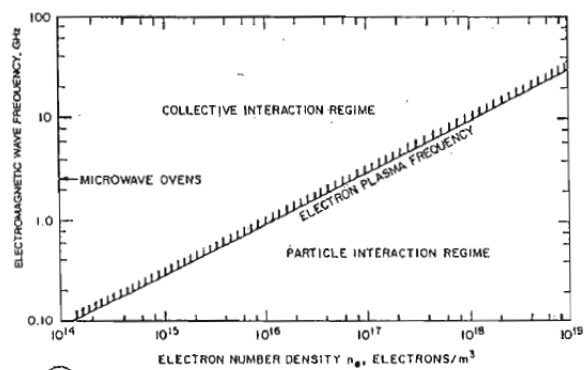 100
10
1.0
0.10
ELECTROMAGNETIC WAVE FREQUENCY, GHz
COLLECTIVE INTERACTION REGIME
MICROWAVE OVENS
ELECTRON PLASMA FREQUENCY
PARTICLE INTERACTION REGIME
10¹⁴ 10¹⁵ 10¹⁶ 10¹⁷ 10¹⁸ 10¹⁹
ELECTRON NUMBER DENSITY nₑ, ELECTRONS/m³